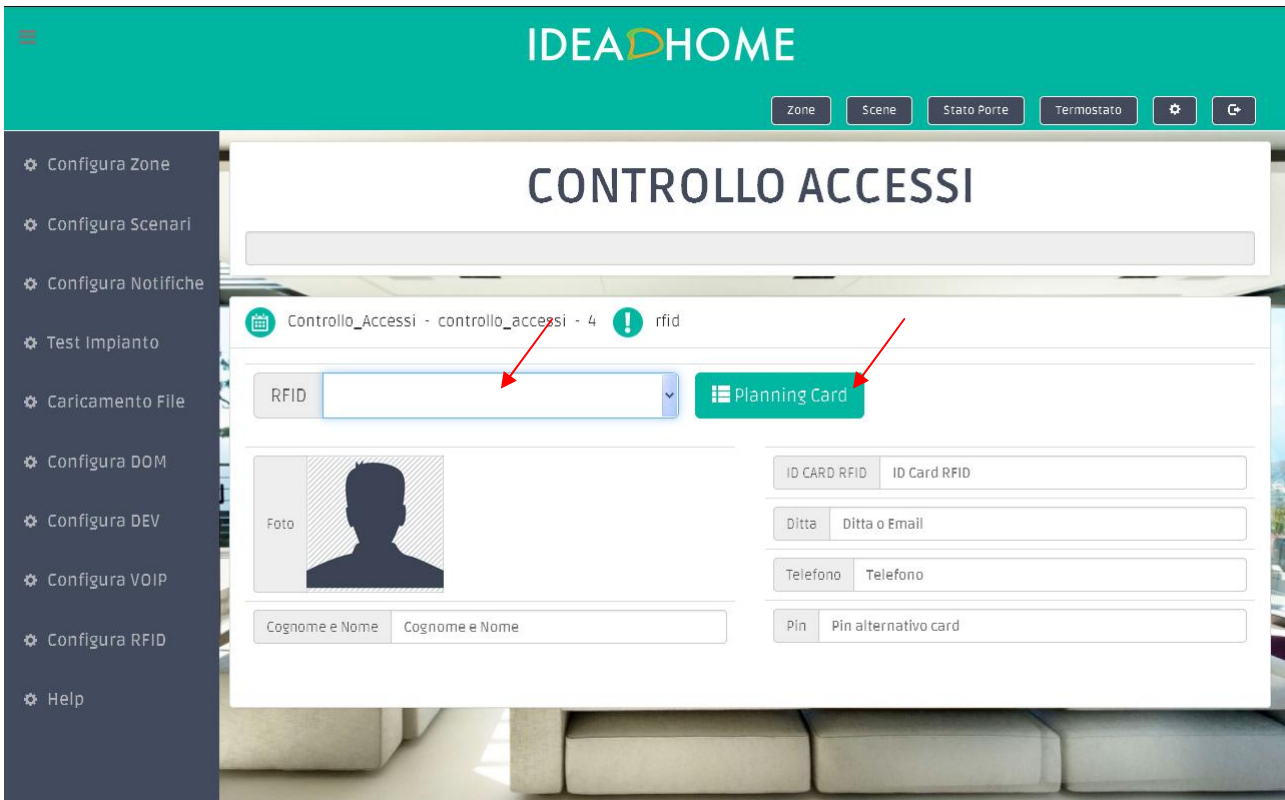 IDEADHOME
Zone Scene Stato Porte Termostato
Configura Zone
Configura Scenari
Configura Notifiche
Test Impianto
Caricamento File
Configura DOM
Configura DEV
Configura VOIP
Configura RFID
Help
CONTROLLO ACCESSI
Controllo_Accessi - controllo_accessi - 4 rfid
RFID Planning Card
Foto
Cognome e Nome Cognome e Nome
ID CARD RFID ID Card RFID
Ditta Ditta o Email
Telefono Telefono
Pin Pin alternativo card